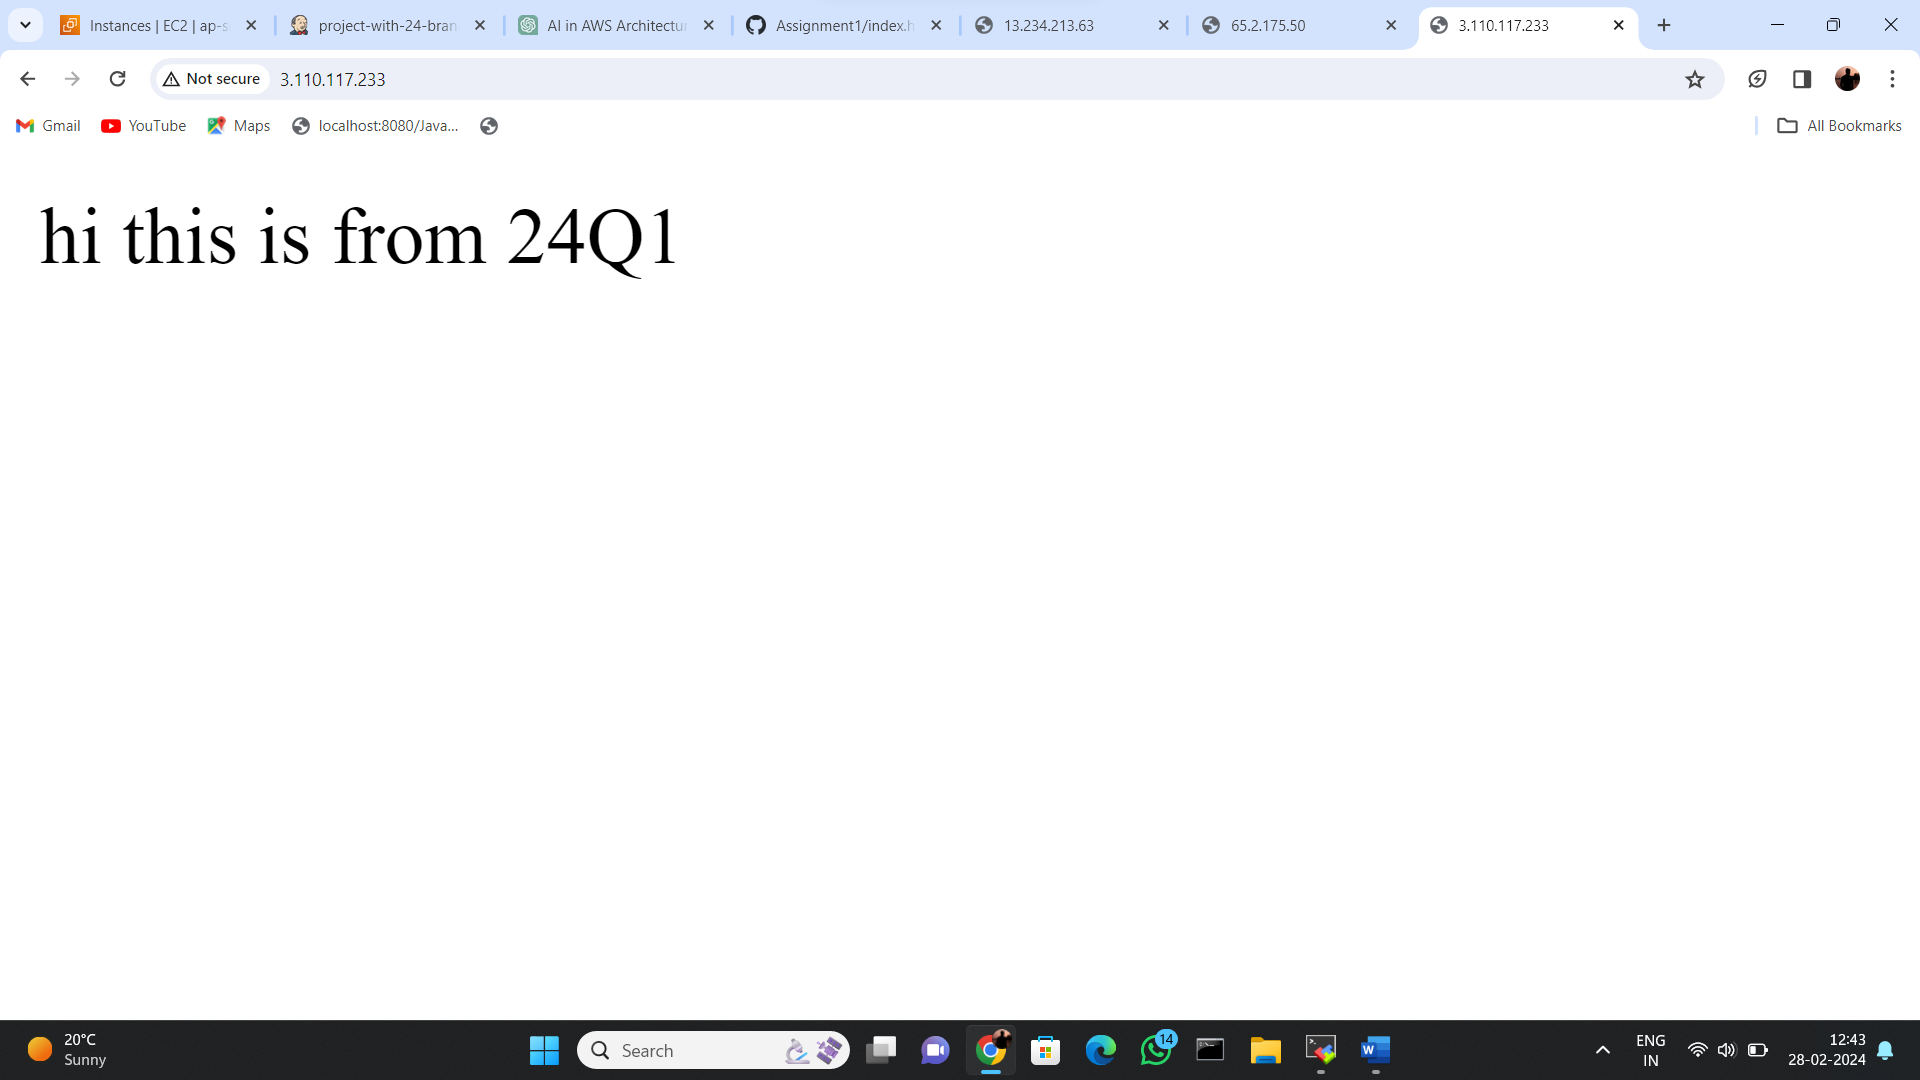 Instances | EC2 | ap-s
project-with-24-bran
AI in AWS Architectur
Assignment1/index.h
13.234.213.63
65.2.175.50
3.110.117.233
Not secure
3.110.117.233
Gmail
YouTube
Maps
localhost:8080/Java...
All Bookmarks
hi this is from 24Q1
20°C
Sunny
Search
14
ENG
IN
12:43
28-02-2024